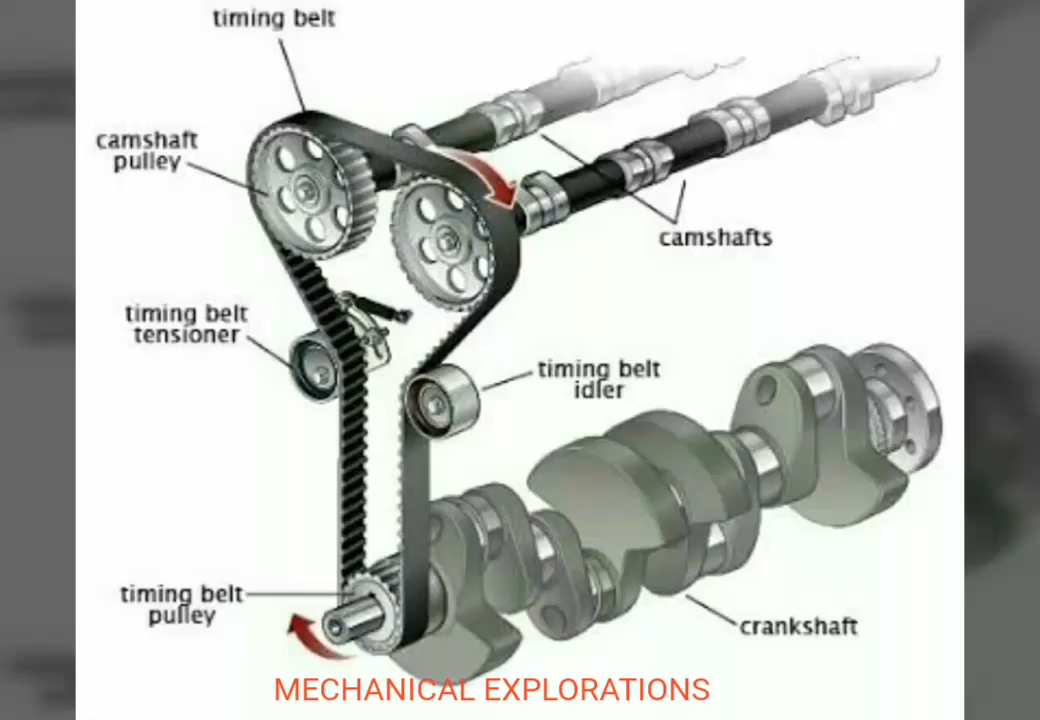 timing belt
camshaft
pulley
camshafts
timing belt
tensioner
timing belt
idler
timing belt
pulley
crankshaft
MECHANICAL EXPLORATIONS